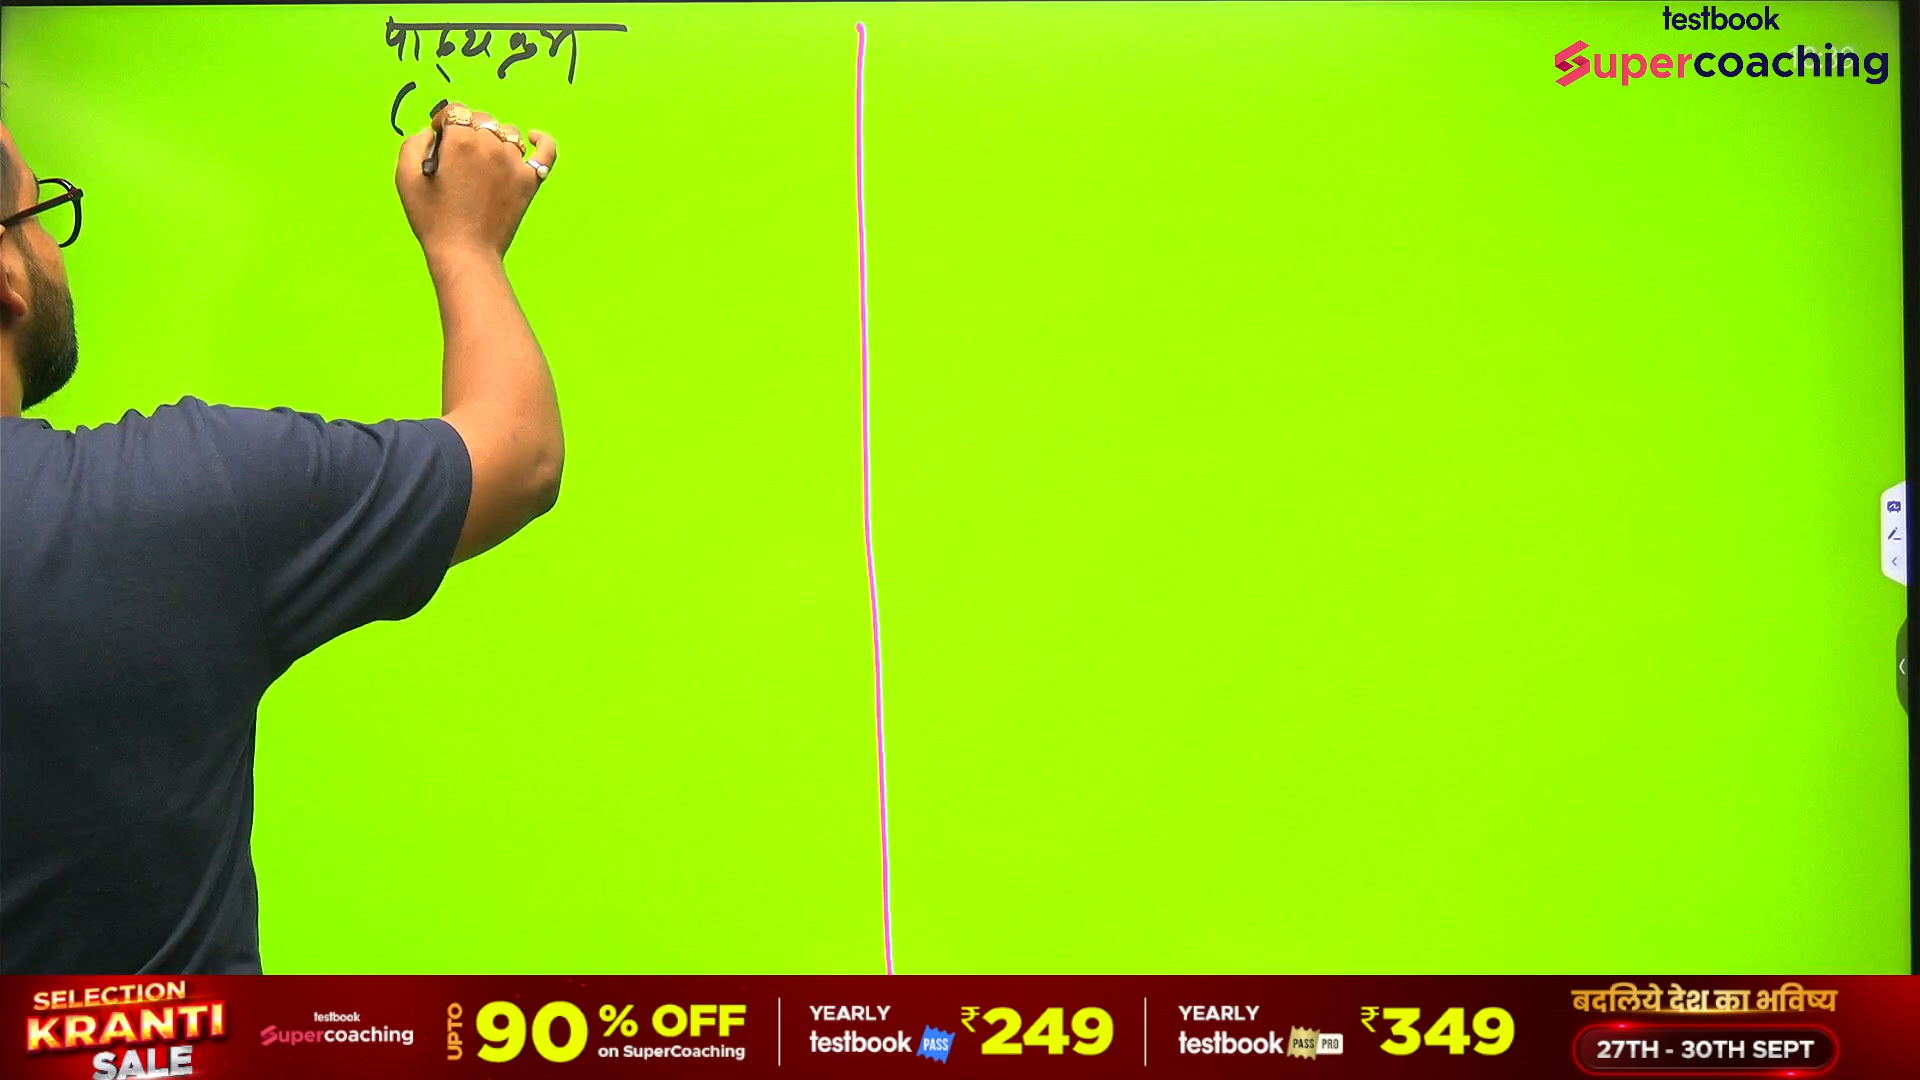 पाठ्यक्रम
(
testbook
Supercoaching
SELECTION
KRANTI
SALE
testbook
Supercoaching
UPTO
90% OFF
on SuperCoaching
YEARLY
testbook PASS
₹249
YEARLY
testbook PASS PRO
₹349
बदलिये देश का भविष्य
27TH - 30TH SEPT